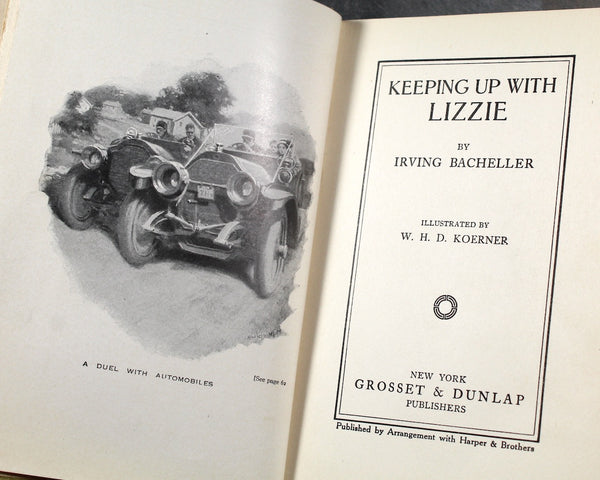 A DUEL WITH AUTOMOBILES
[See page 62
KEEPING UP WITH
LIZZIE
BY
IRVING BACHELLER
ILLUSTRATED BY
W. H. D. KOERNER
NEW YORK
GROSSET & DUNLAP
PUBLISHERS
Published by Arrangement with Harper & Brothers